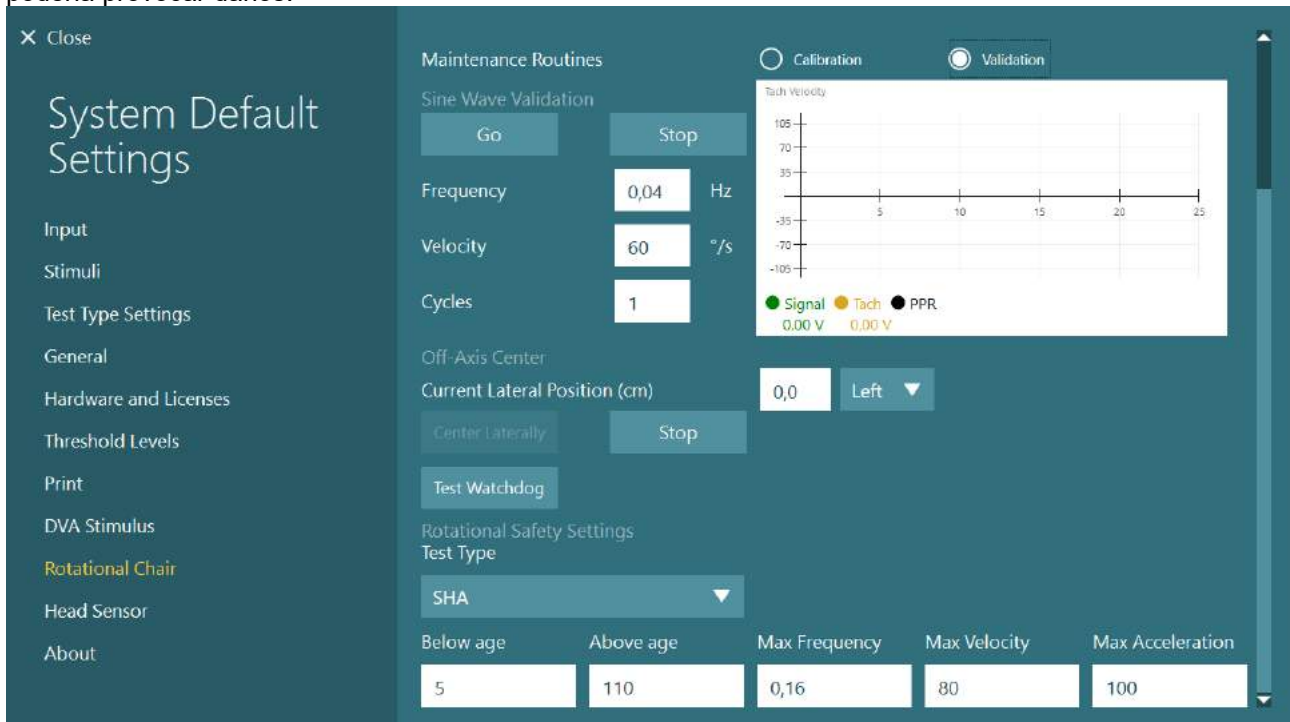 podría provocar daños.
✕ Close
System Default
Settings
Input
Stimuli
Test Type Settings
General
Hardware and Licenses
Threshold Levels
Print
DVA Stimulus
Rotational Chair
Head Sensor
About
Maintenance Routines
Calibration Validation
Sine Wave Validation
Go Stop
Frequency 0,04 Hz
Velocity 60 °/s
Cycles 1
Tach Velocity
105
70
35
-35
-70
-105
5 10 15 20 25
Signal Tach PPR
0.00 V 0,00 V
Off-Axis Center
Current Lateral Position (cm) 0,0 Left
Center Laterally Stop
Test Watchdog
Rotational Safety Settings
Test Type
SHA
Below age Above age Max Frequency Max Velocity Max Acceleration
5 110 0,16 80 100